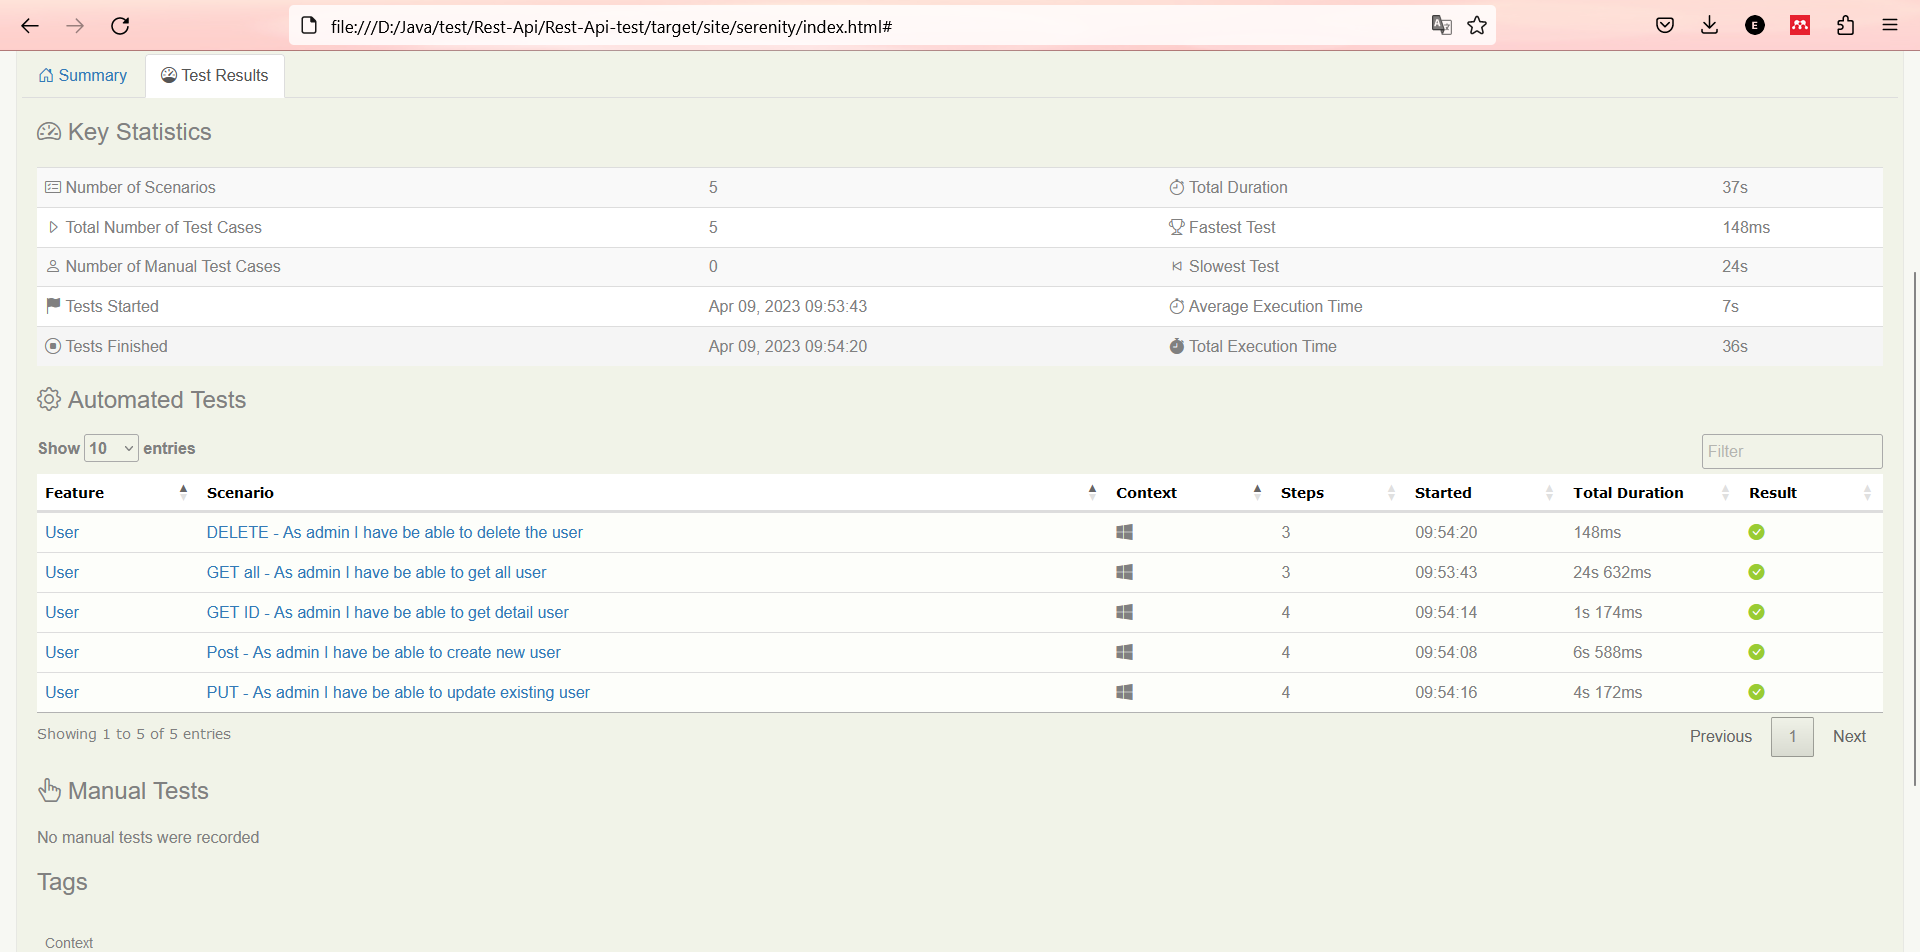 file:///D:/Java/test/Rest-Api/Rest-Api-test/target/site/serenity/index.html#
E
Summary Test Results
Key Statistics
Number of Scenarios 5 Total Duration 37s
Total Number of Test Cases 5 Fastest Test 148ms
Number of Manual Test Cases 0 Slowest Test 24s
Tests Started Apr 09, 2023 09:53:43 Average Execution Time 7s
Tests Finished Apr 09, 2023 09:54:20 Total Execution Time 36s
Automated Tests
Show 10 entries Filter
Feature Scenario Context Steps Started Total Duration Result
User DELETE - As admin I have be able to delete the user 3 09:54:20 148ms
User GET all - As admin I have be able to get all user 3 09:53:43 24s 632ms
User GET ID - As admin I have be able to get detail user 4 09:54:14 1s 174ms
User Post - As admin I have be able to create new user 4 09:54:08 6s 588ms
User PUT - As admin I have be able to update existing user 4 09:54:16 4s 172ms
Showing 1 to 5 of 5 entries Previous 1 Next
Manual Tests
No manual tests were recorded
Tags
Context